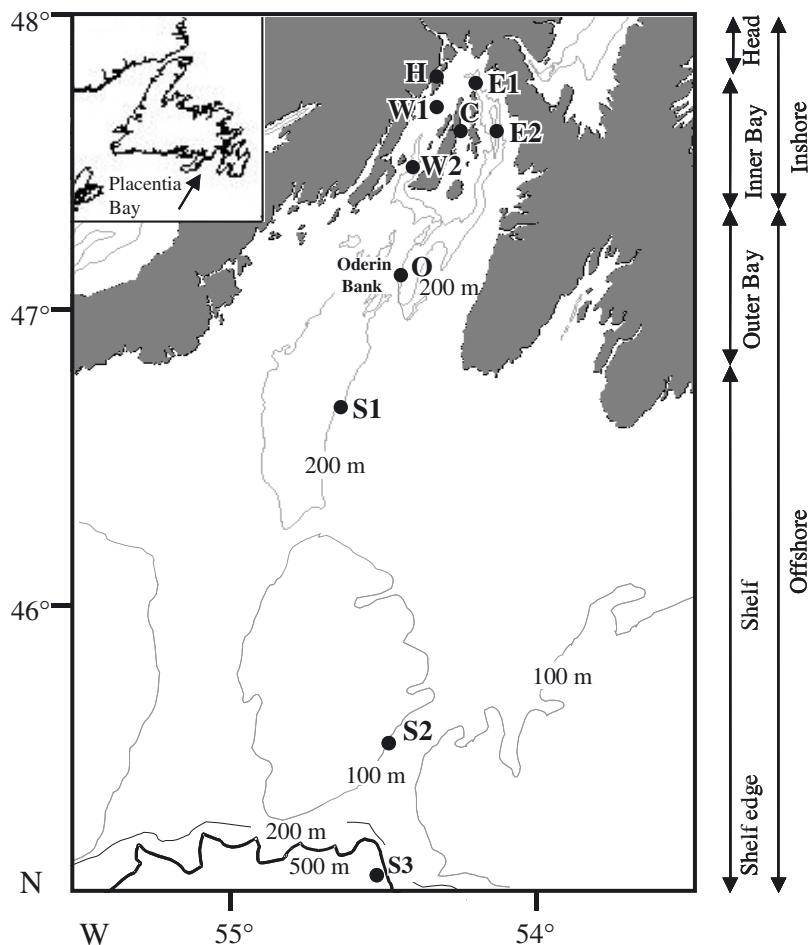 48°
Placentia
Bay
H
E1
W1
C
E2
W2
Oderin
Bank
O
200 m
47°
S1
200 m
46°
100 m
S2
100 m
200 m
500 m
S3
N
W
55°
54°
Head
Inner Bay
Outer Bay
Shelf
Shelf edge
Inshore
Offshore